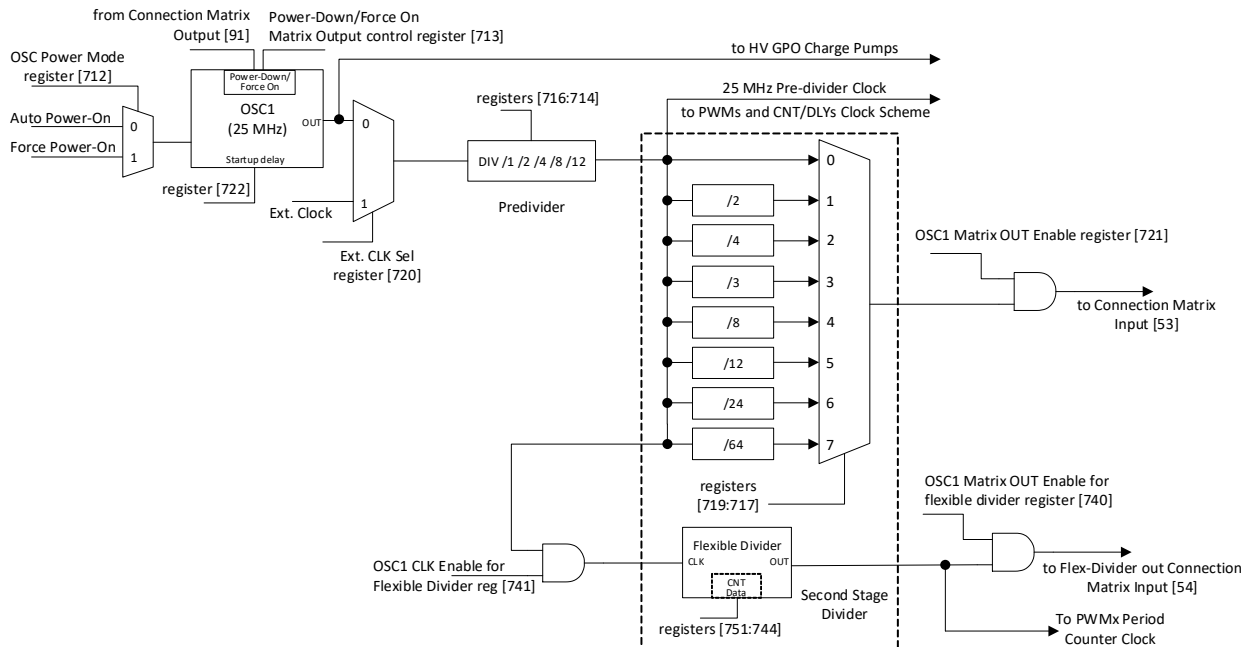 from Connection Matrix
Output [91]
Power-Down/Force On
Matrix Output control register [713]
OSC Power Mode
register [712]
Auto Power-On
0
Force Power-On
1
Power-Down/
Force On
OSC1
(25 MHz)
OUT
Startup delay
register [722]
0
1
Ext. Clock
Ext. CLK Sel
register [720]
registers [716:714]
DIV /1 /2 /4 /8 /12
Predivider
to HV GPO Charge Pumps
25 MHz Pre-divider Clock
to PWMs and CNT/DLYs Clock Scheme
0
/2
1
/4
2
/3
3
/8
4
/12
5
/24
6
/64
7
registers
[719:717]
OSC1 Matrix OUT Enable register [721]
to Connection Matrix
Input [53]
OSC1 CLK Enable for
Flexible Divider reg [741]
Flexible Divider
CLK
OUT
CNT
Data
registers [751:744]
Second Stage
Divider
OSC1 Matrix OUT Enable for
flexible divider register [740]
to Flex-Divider out Connection
Matrix Input [54]
To PWMx Period
Counter Clock